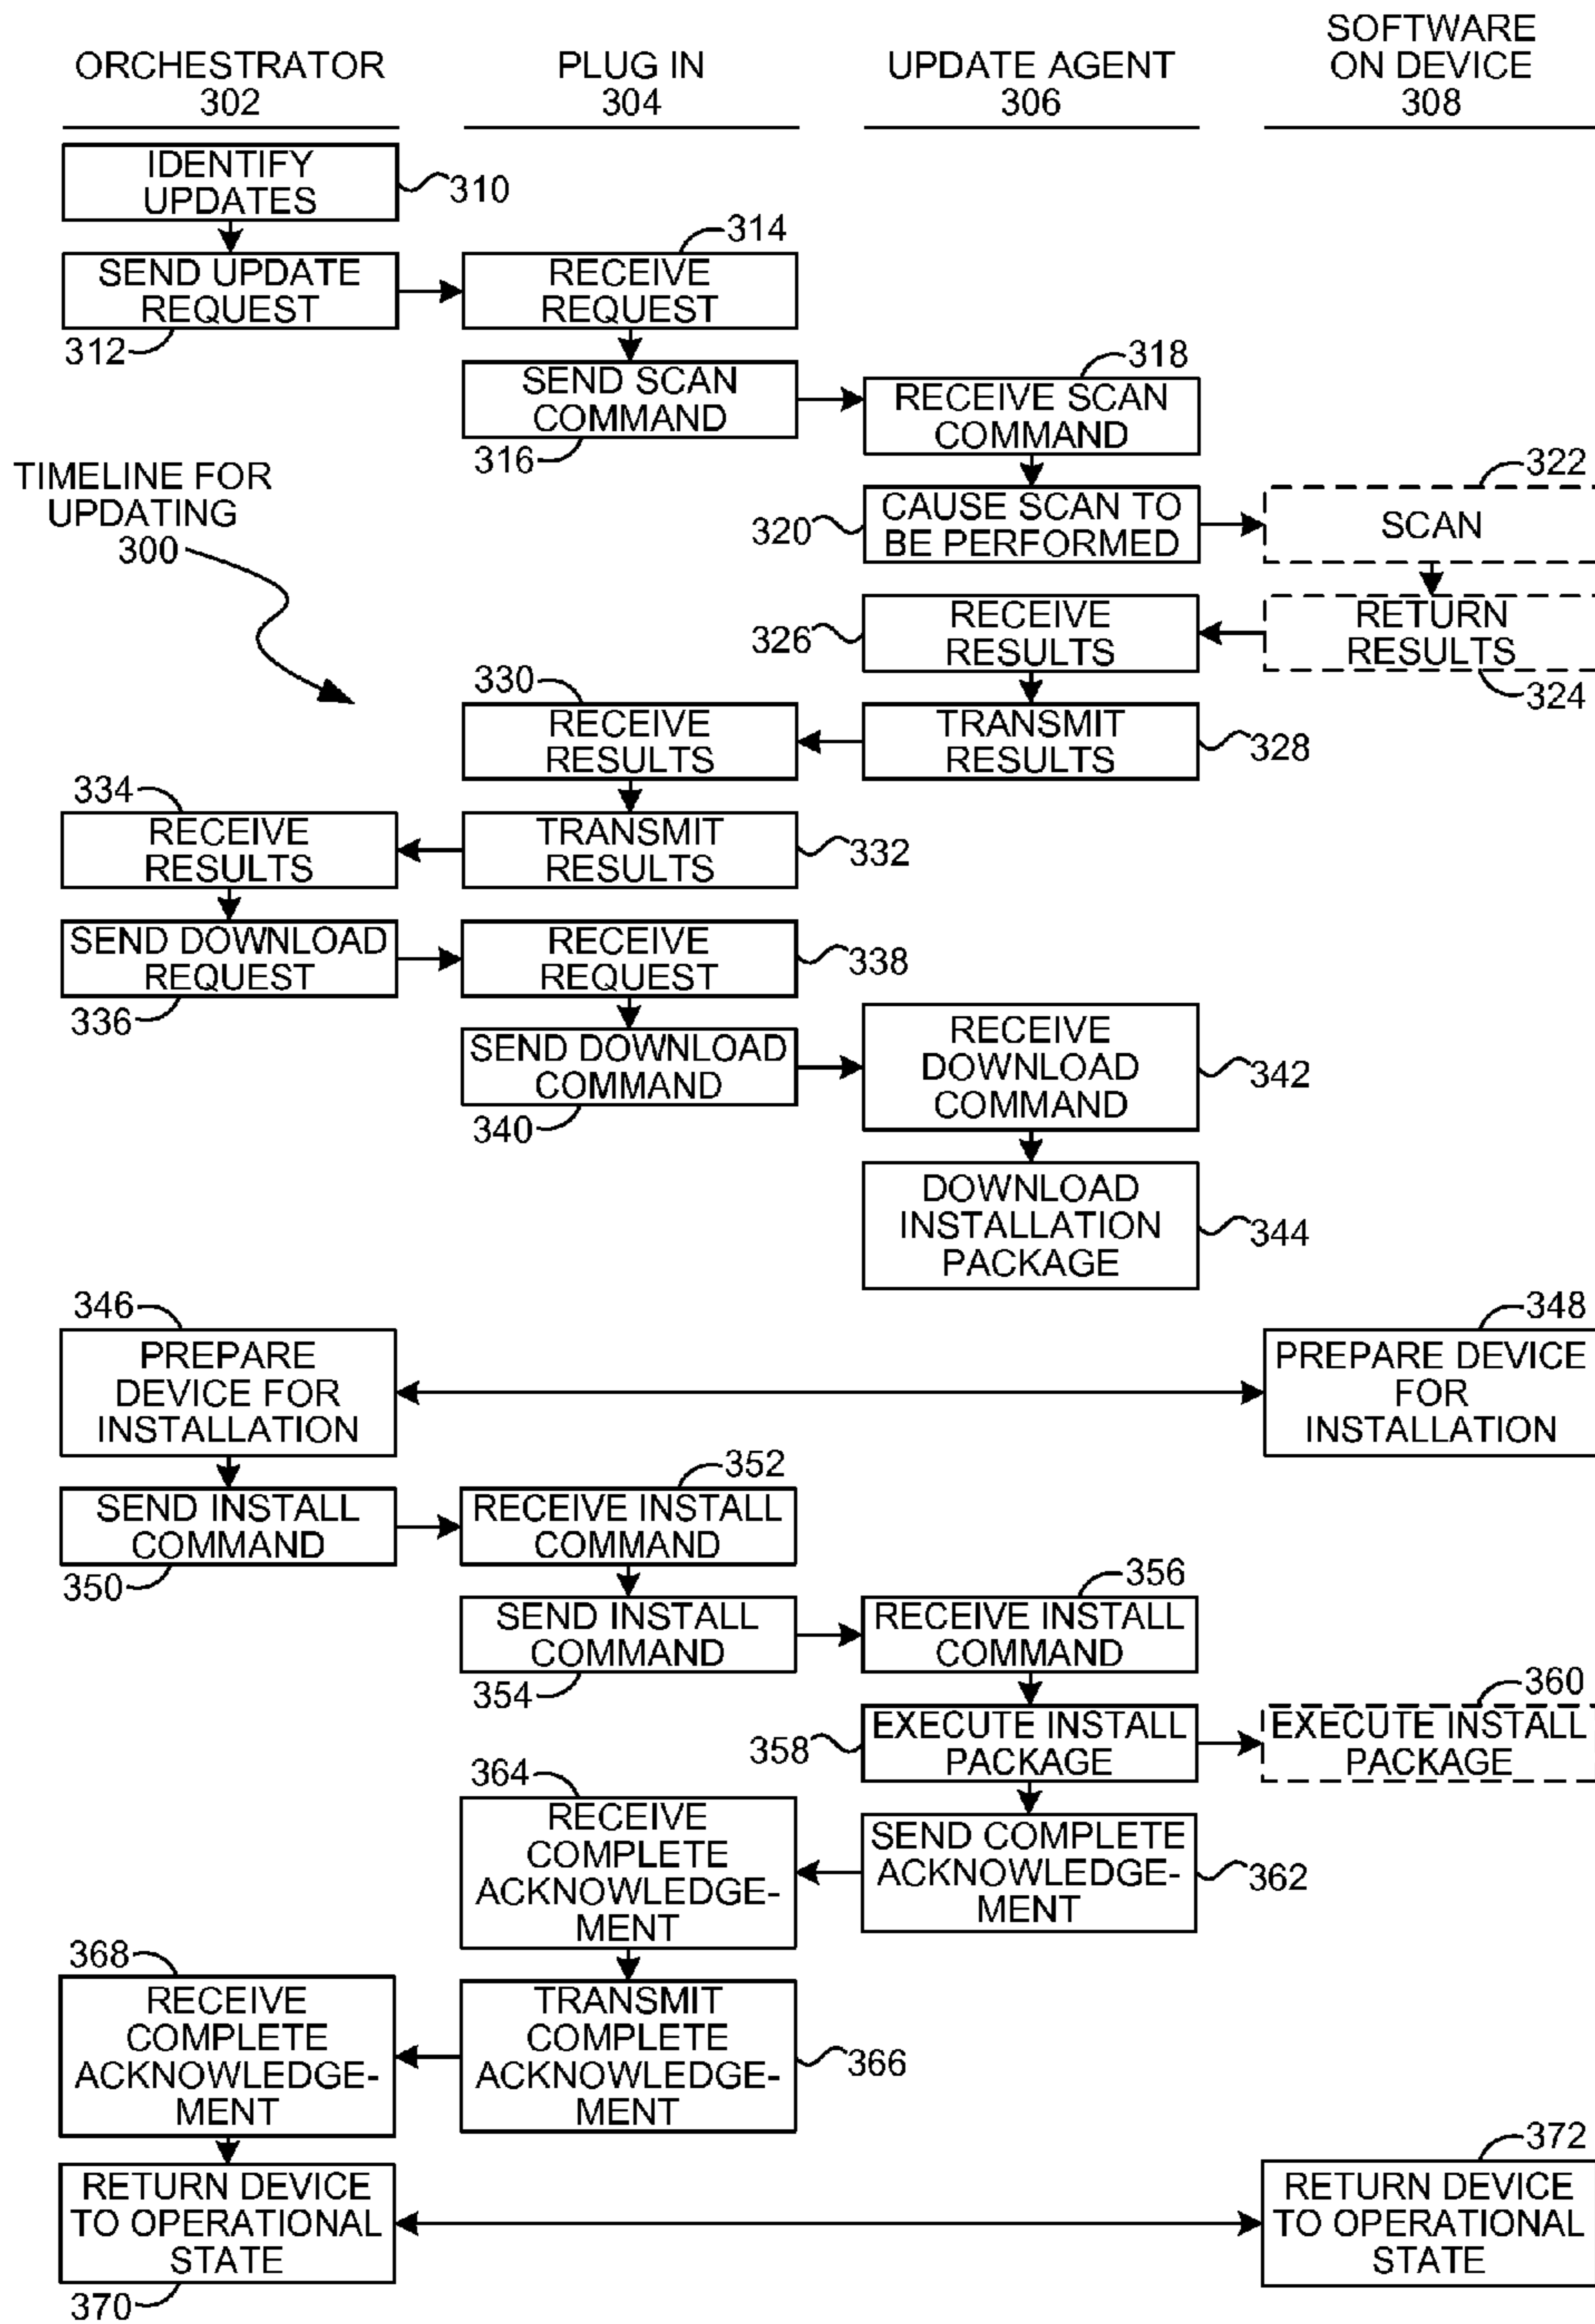 ORCHESTRATOR
302
PLUG IN
304
UPDATE AGENT
306
SOFTWARE
ON DEVICE
308
IDENTIFY
UPDATES
310
SEND UPDATE
REQUEST
312
314
RECEIVE
REQUEST
SEND SCAN
COMMAND
316
318
RECEIVE SCAN
COMMAND
TIMELINE FOR
UPDATING
300
320
CAUSE SCAN TO
BE PERFORMED
322
SCAN
326
RECEIVE
RESULTS
RETURN
RESULTS
324
330
RECEIVE
RESULTS
TRANSMIT
RESULTS
328
334
RECEIVE
RESULTS
TRANSMIT
RESULTS
332
SEND DOWNLOAD
REQUEST
336
RECEIVE
REQUEST
338
SEND DOWNLOAD
COMMAND
340
RECEIVE
DOWNLOAD
COMMAND
342
DOWNLOAD
INSTALLATION
PACKAGE
344
346
PREPARE
DEVICE FOR
INSTALLATION
348
PREPARE DEVICE
FOR
INSTALLATION
SEND INSTALL
COMMAND
350
352
RECEIVE INSTALL
COMMAND
SEND INSTALL
COMMAND
354
356
RECEIVE INSTALL
COMMAND
358
EXECUTE INSTALL
PACKAGE
360
EXECUTE INSTALL
PACKAGE
364
RECEIVE
COMPLETE
ACKNOWLEDGE-
MENT
SEND COMPLETE
ACKNOWLEDGE-
MENT
362
368
RECEIVE
COMPLETE
ACKNOWLEDGE-
MENT
TRANSMIT
COMPLETE
ACKNOWLEDGE-
MENT
366
RETURN DEVICE
TO OPERATIONAL
STATE
370
372
RETURN DEVICE
TO OPERATIONAL
STATE